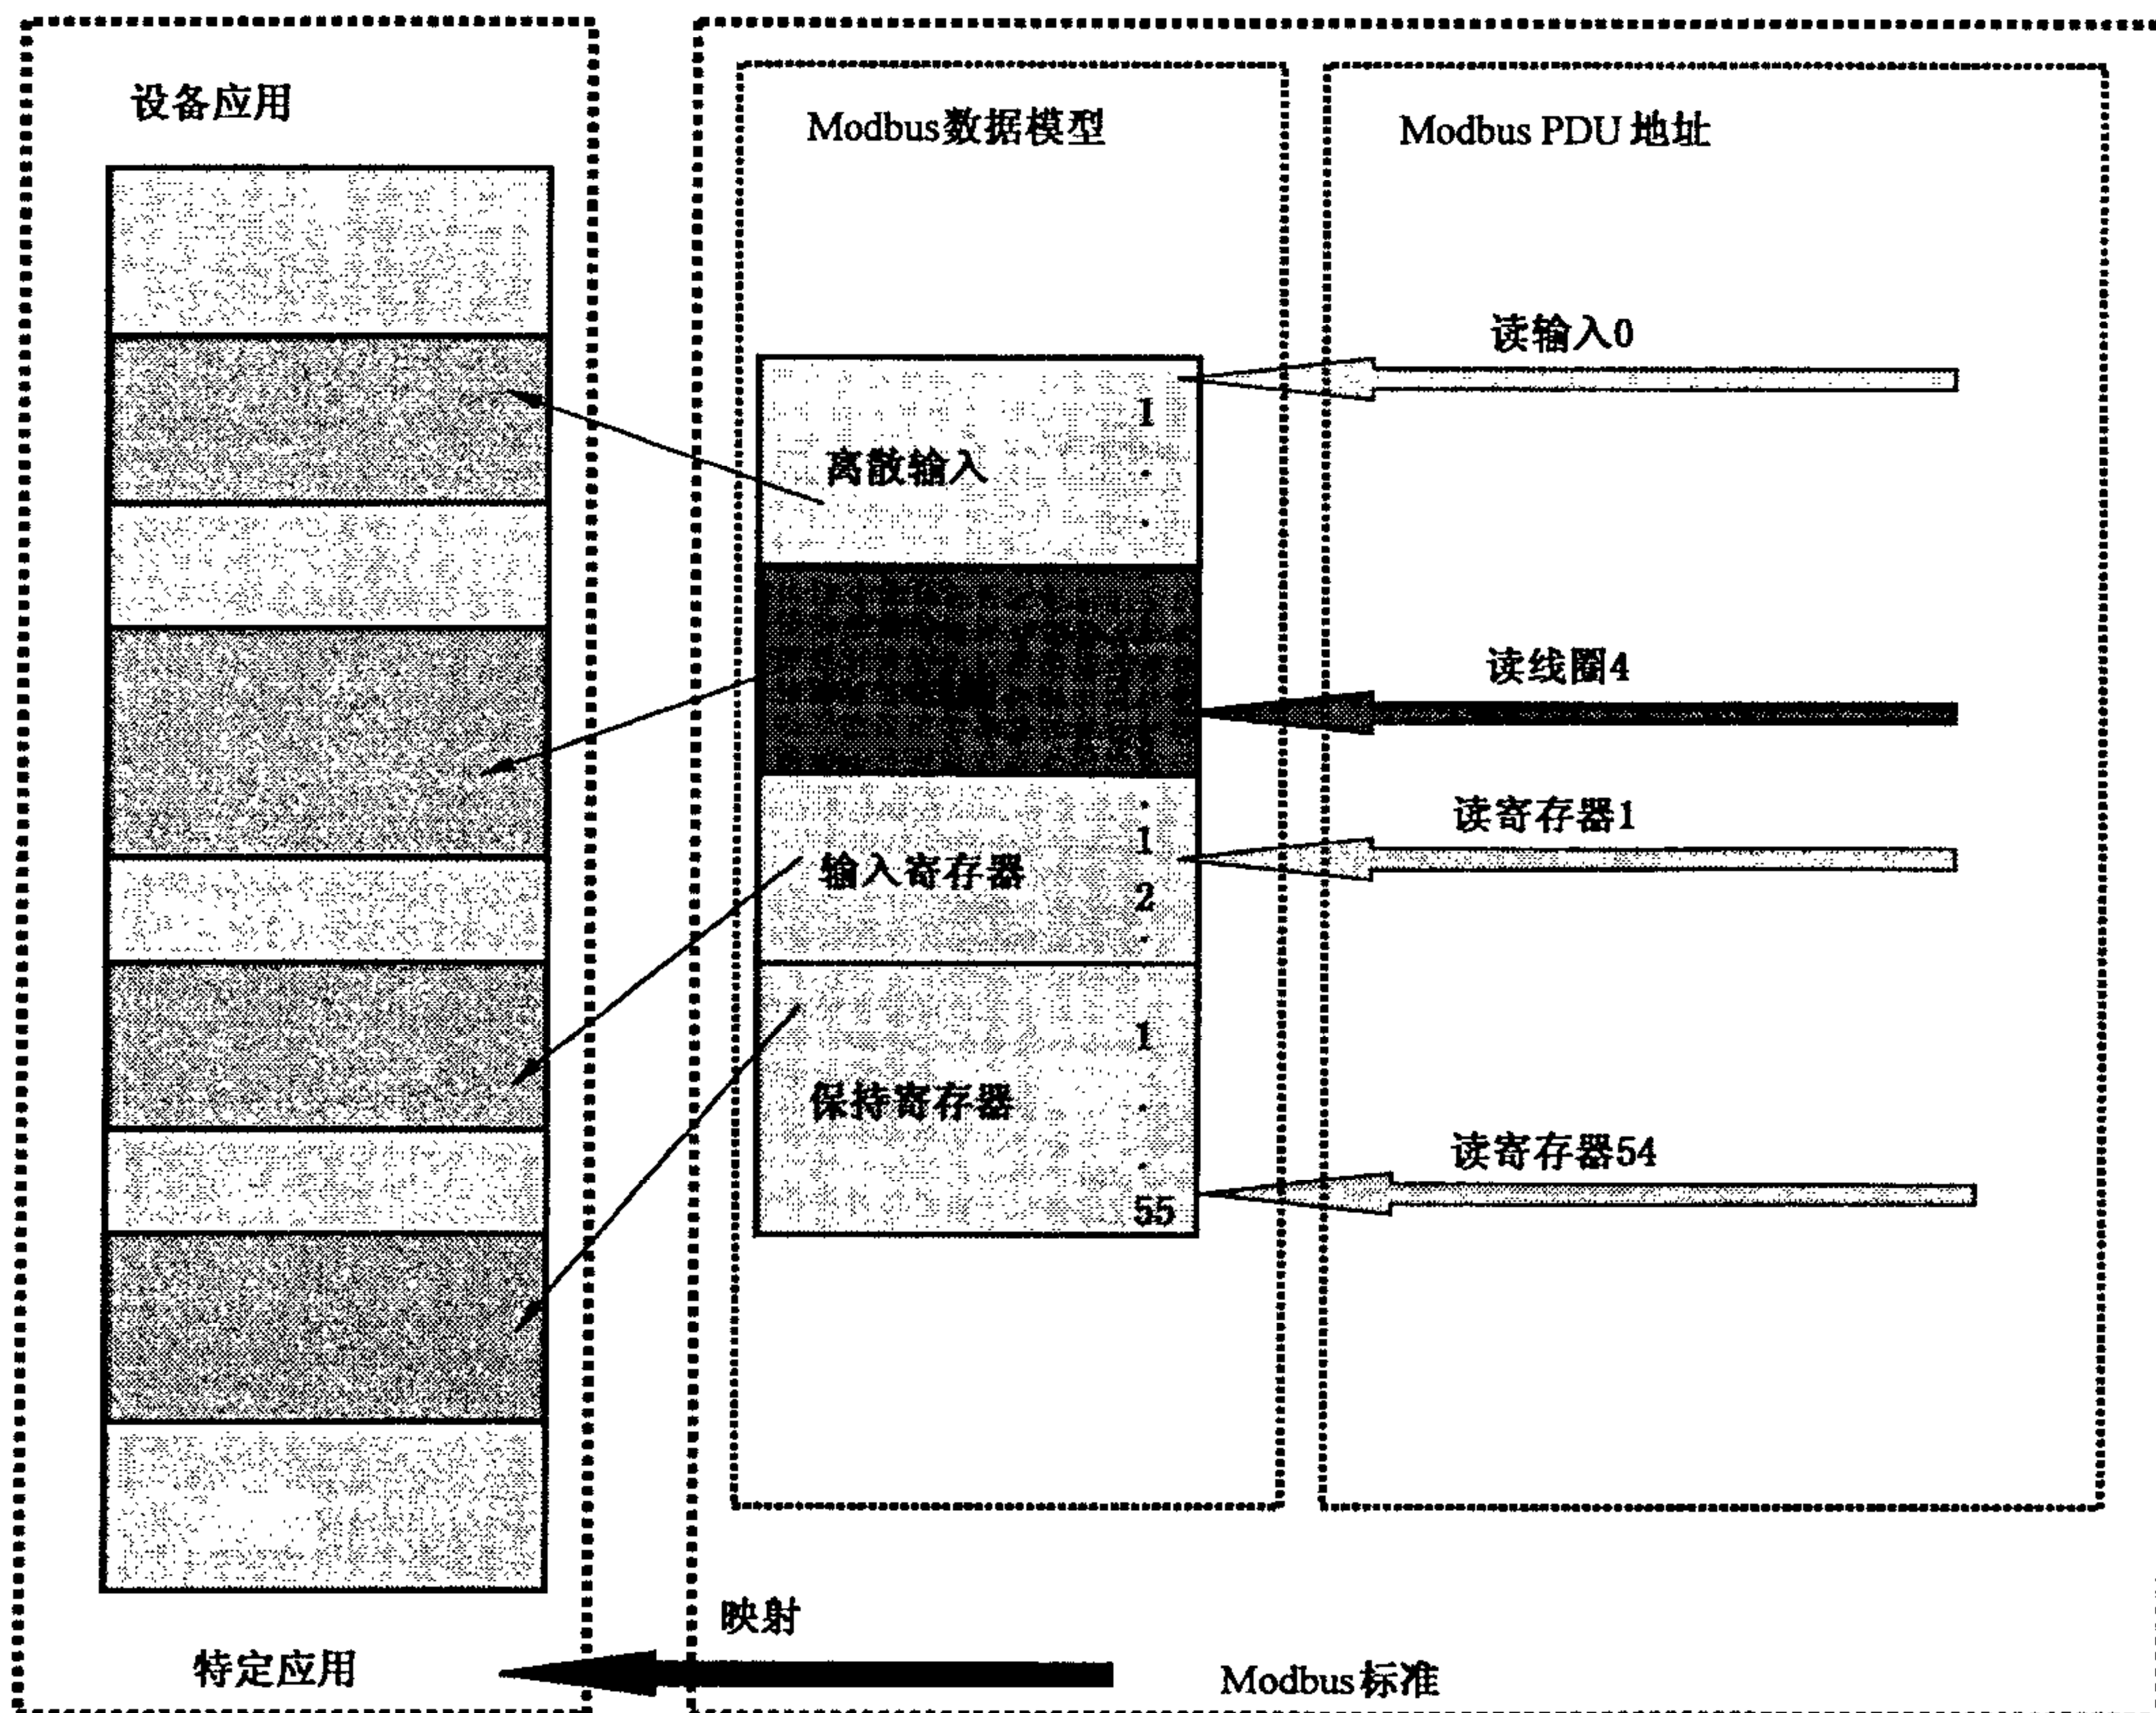 设备应用
Modbus数据模型
Modbus PDU 地址
读输入0
1
离散输入
.
.
读线圈4
读寄存器1
.
1
输入寄存器
2
.
1
保持寄存器
.
读寄存器54
.
55
映射
特定应用
Modbus标准